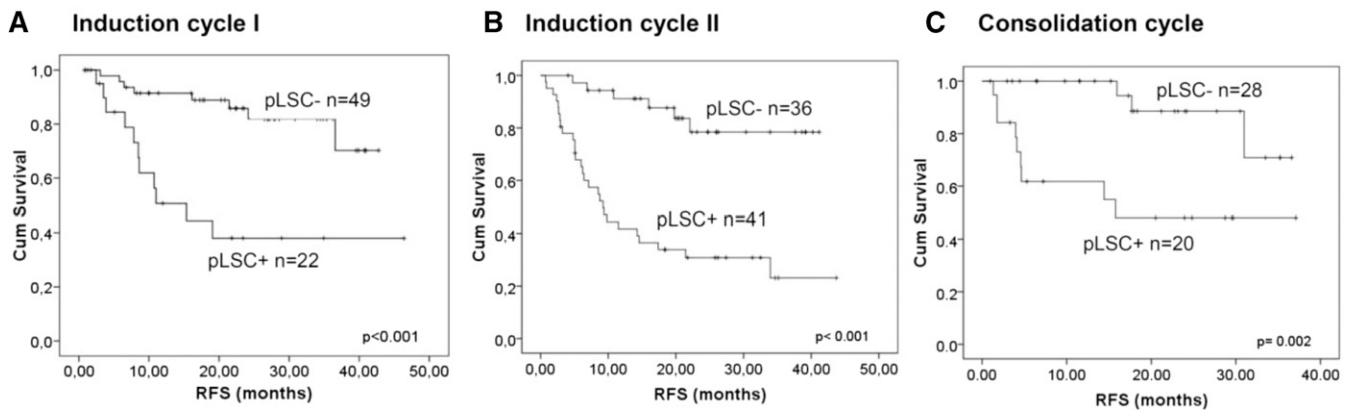 A Induction cycle I
Cum Survival
1,0
0,8
0,6
0,4
0,2
0,0
pLSC- n=49
pLSC+ n=22
p<0.001
0,00 10,00 20,00 30,00 40,00 50,00
RFS (months)
B Induction cycle II
Cum Survival
1,0
0,8
0,6
0,4
0,2
0,0
pLSC- n=36
pLSC+ n=41
p< 0.001
0,00 10,00 20,00 30,00 40,00 50,00
RFS (months)
C Consolidation cycle
Cum Survival
1,0
0,8
0,6
0,4
0,2
0,0
pLSC- n=28
pLSC+ n=20
p= 0.002
0.00 10.00 20.00 30.00 40.00
RFS (months)